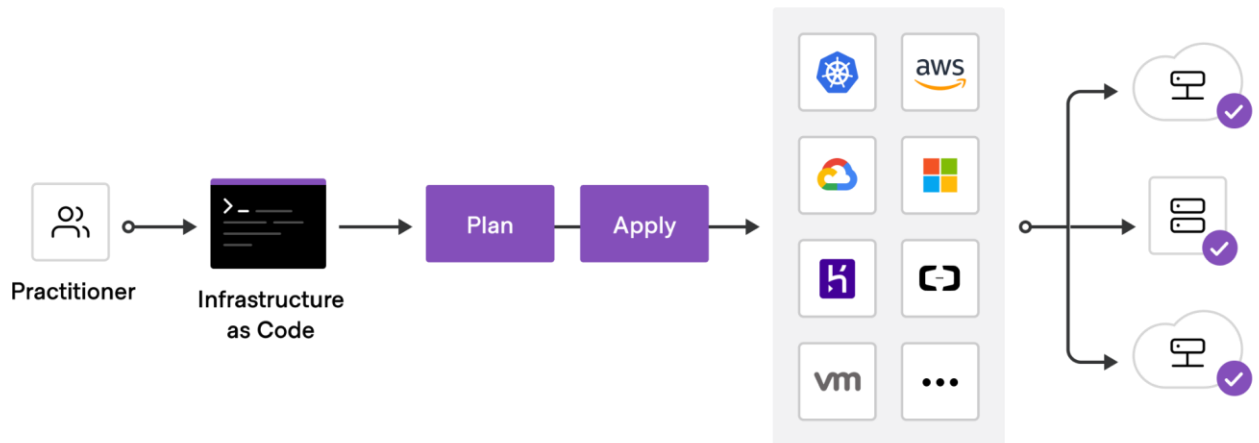 Practitioner
Infrastructure
as Code
Plan
Apply
aws
vm